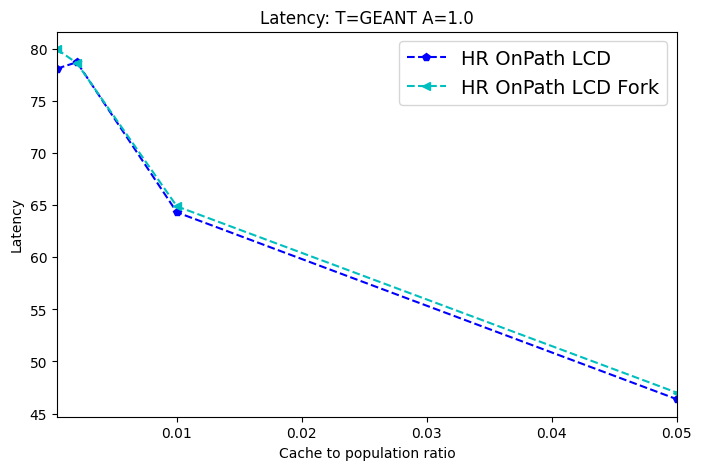 Latency: T=GEANT A=1.0
HR OnPath LCD
HR OnPath LCD Fork
80
75
70
65
60
55
50
45
Latency
0.01
0.02
0.03
0.04
0.05
Cache to population ratio